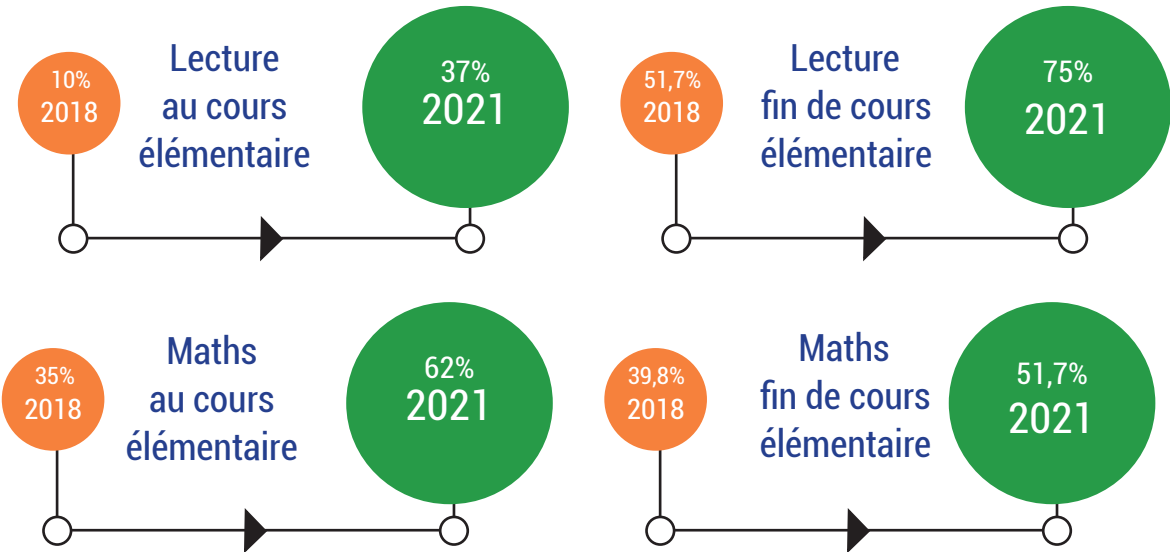 10%
2018
Lecture
au cours
élémentaire
37%
2021
51,7%
2018
Lecture
fin de cours
élémentaire
75%
2021
35%
2018
Maths
au cours
élémentaire
62%
2021
39,8%
2018
Maths
fin de cours
élémentaire
51,7%
2021